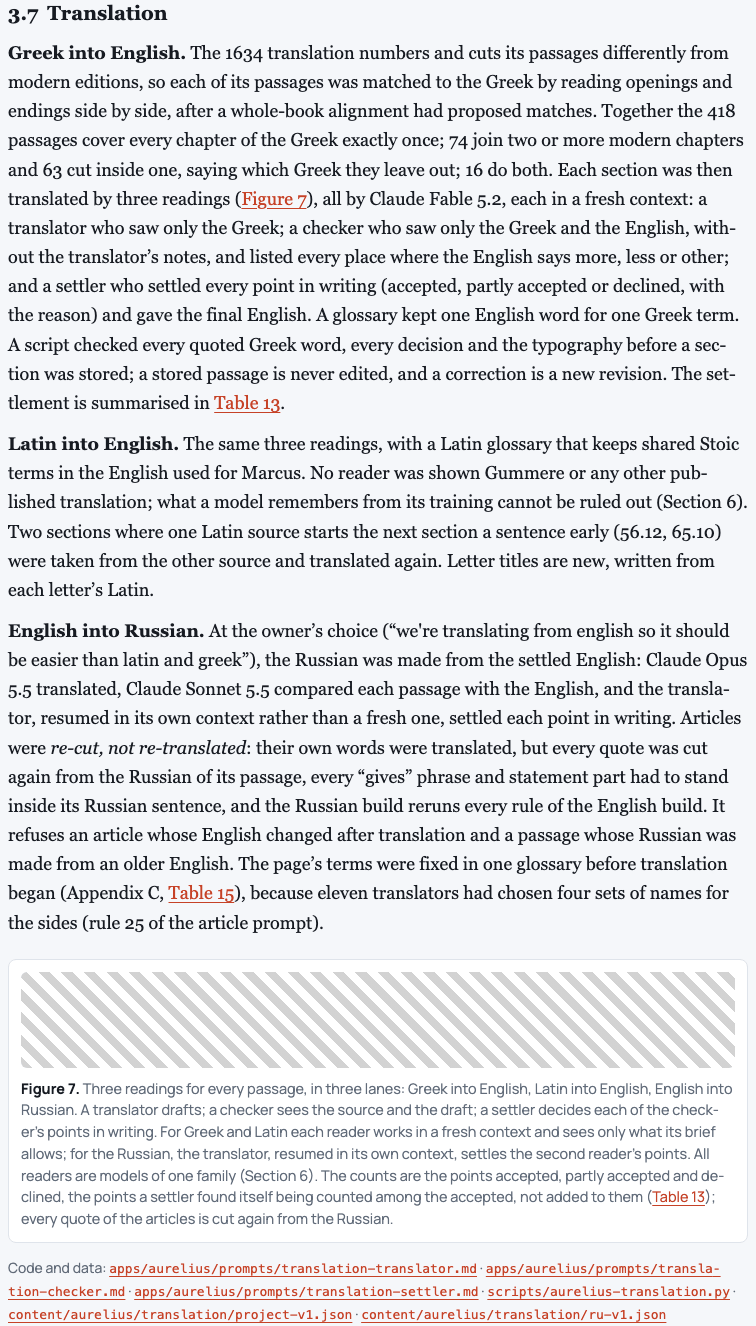 3.7 Translation
Greek into English. The 1634 translation numbers and cuts its passages differently from
modern editions, so each of its passages was matched to the Greek by reading openings and
endings side by side, after a whole-book alignment had proposed matches. Together the 418
passages cover every chapter of the Greek exactly once; 74 join two or more modern chapters
and 63 cut inside one, saying which Greek they leave out; 16 do both. Each section was then
translated by three readings (Figure 7), all by Claude Fable 5.2, each in a fresh context: a
translator who saw only the Greek; a checker who saw only the Greek and the English, with-
out the translator’s notes, and listed every place where the English says more, less or other;
and a settler who settled every point in writing (accepted, partly accepted or declined, with
the reason) and gave the final English. A glossary kept one English word for one Greek term.
A script checked every quoted Greek word, every decision and the typography before a sec-
tion was stored; a stored passage is never edited, and a correction is a new revision. The set-
tlement is summarised in Table 13.
Latin into English. The same three readings, with a Latin glossary that keeps shared Stoic
terms in the English used for Marcus. No reader was shown Gummere or any other pub-
lished translation; what a model remembers from its training cannot be ruled out (Section 6).
Two sections where one Latin source starts the next section a sentence early (56.12, 65.10)
were taken from the other source and translated again. Letter titles are new, written from
each letter’s Latin.
English into Russian. At the owner’s choice (“we're translating from english so it should
be easier than latin and greek”), the Russian was made from the settled English: Claude Opus
5.5 translated, Claude Sonnet 5.5 compared each passage with the English, and the transla-
tor, resumed in its own context rather than a fresh one, settled each point in writing. Articles
were re-cut, not re-translated: their own words were translated, but every quote was cut
again from the Russian of its passage, every “gives” phrase and statement part had to stand
inside its Russian sentence, and the Russian build reruns every rule of the English build. It
refuses an article whose English changed after translation and a passage whose Russian was
made from an older English. The page’s terms were fixed in one glossary before translation
began (Appendix C, Table 15), because eleven translators had chosen four sets of names for
the sides (rule 25 of the article prompt).
Figure 7. Three readings for every passage, in three lanes: Greek into English, Latin into English, English into
Russian. A translator drafts; a checker sees the source and the draft; a settler decides each of the check-
er’s points in writing. For Greek and Latin each reader works in a fresh context and sees only what its brief
allows; for the Russian, the translator, resumed in its own context, settles the second reader’s points. All
readers are models of one family (Section 6). The counts are the points accepted, partly accepted and de-
clined, the points a settler found itself being counted among the accepted, not added to them (Table 13);
every quote of the articles is cut again from the Russian.
Code and data: apps/aurelius/prompts/translation-translator.md · apps/aurelius/prompts/transla-
tion-checker.md · apps/aurelius/prompts/translation-settler.md · scripts/aurelius-translation.py ·
content/aurelius/translation/project-v1.json · content/aurelius/translation/ru-v1.json